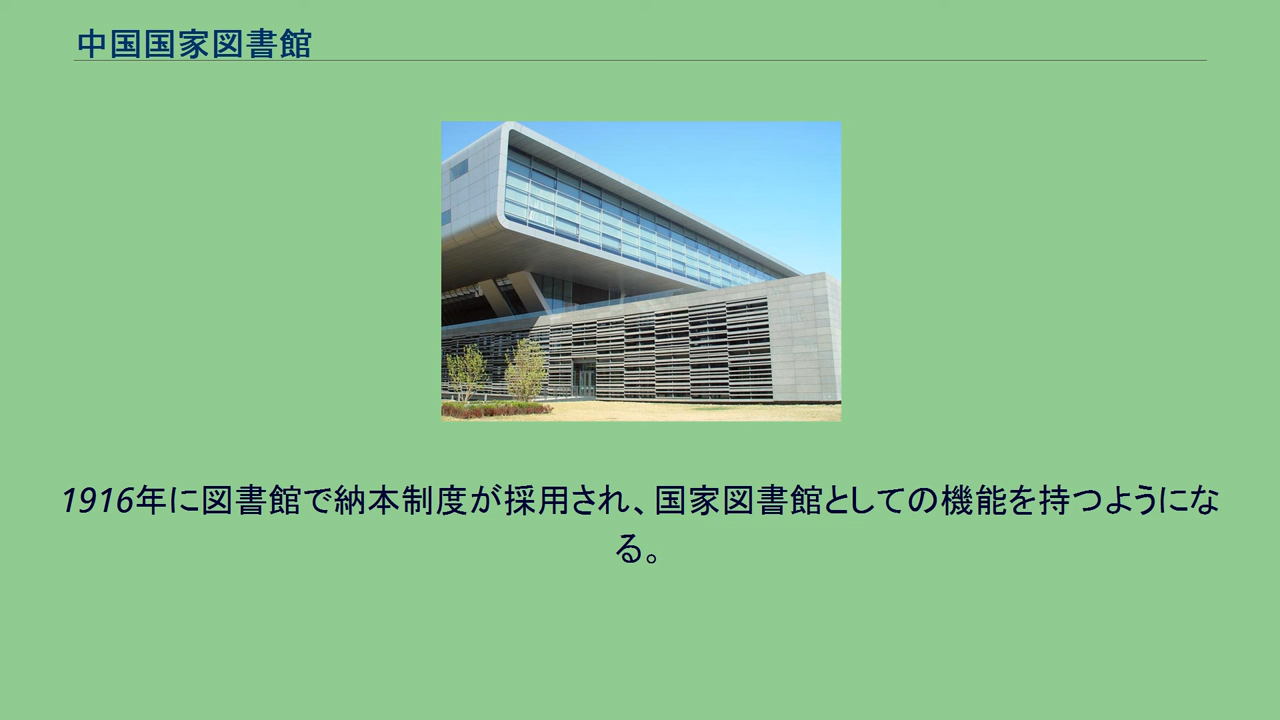 中国国家図書館
1916年に図書館で納本制度が採用され、国家図書館としての機能を持つようにな
る。